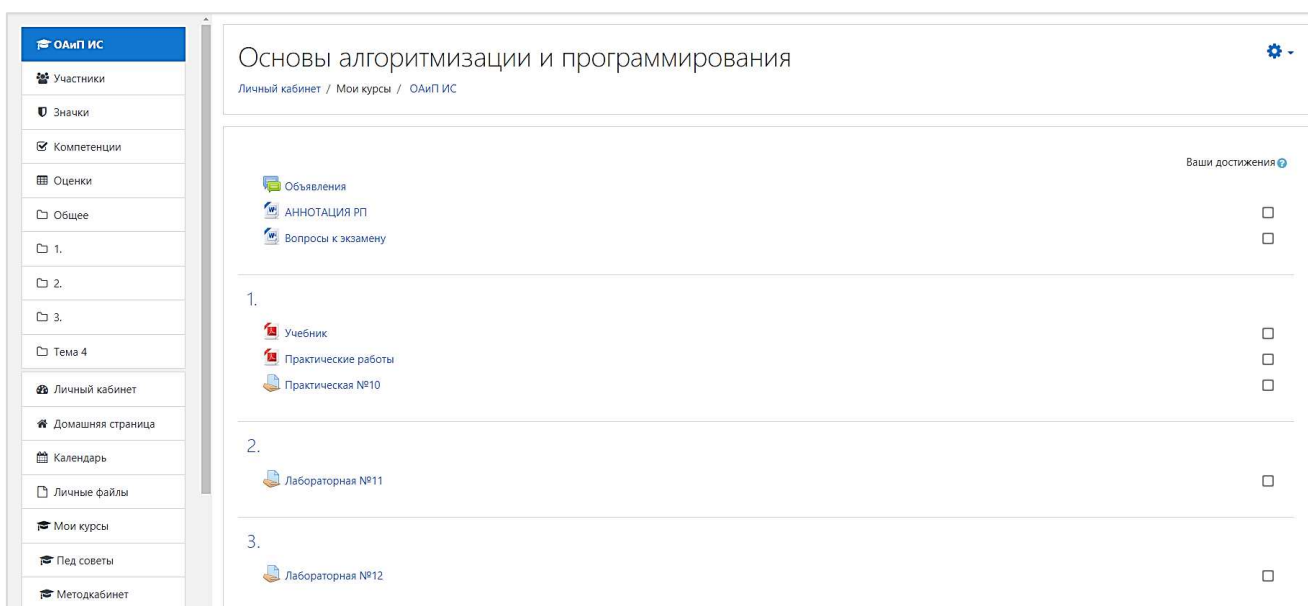 ОАиП ИС
Участники
Значки
Компетенции
Оценки
Общее
1.
2.
3.
Тема 4
Личный кабинет
Домашняя страница
Календарь
Личные файлы
Мои курсы
Пед советы
Методкабинет
Основы алгоритмизации и программирования
Личный кабинет / Мои курсы / ОАиП ИС
Ваши достижения
Объявления
АННОТАЦИЯ РП
Вопросы к экзамену
1.
Учебник
Практические работы
Практическая №10
2.
Лабораторная №11
3.
Лабораторная №12